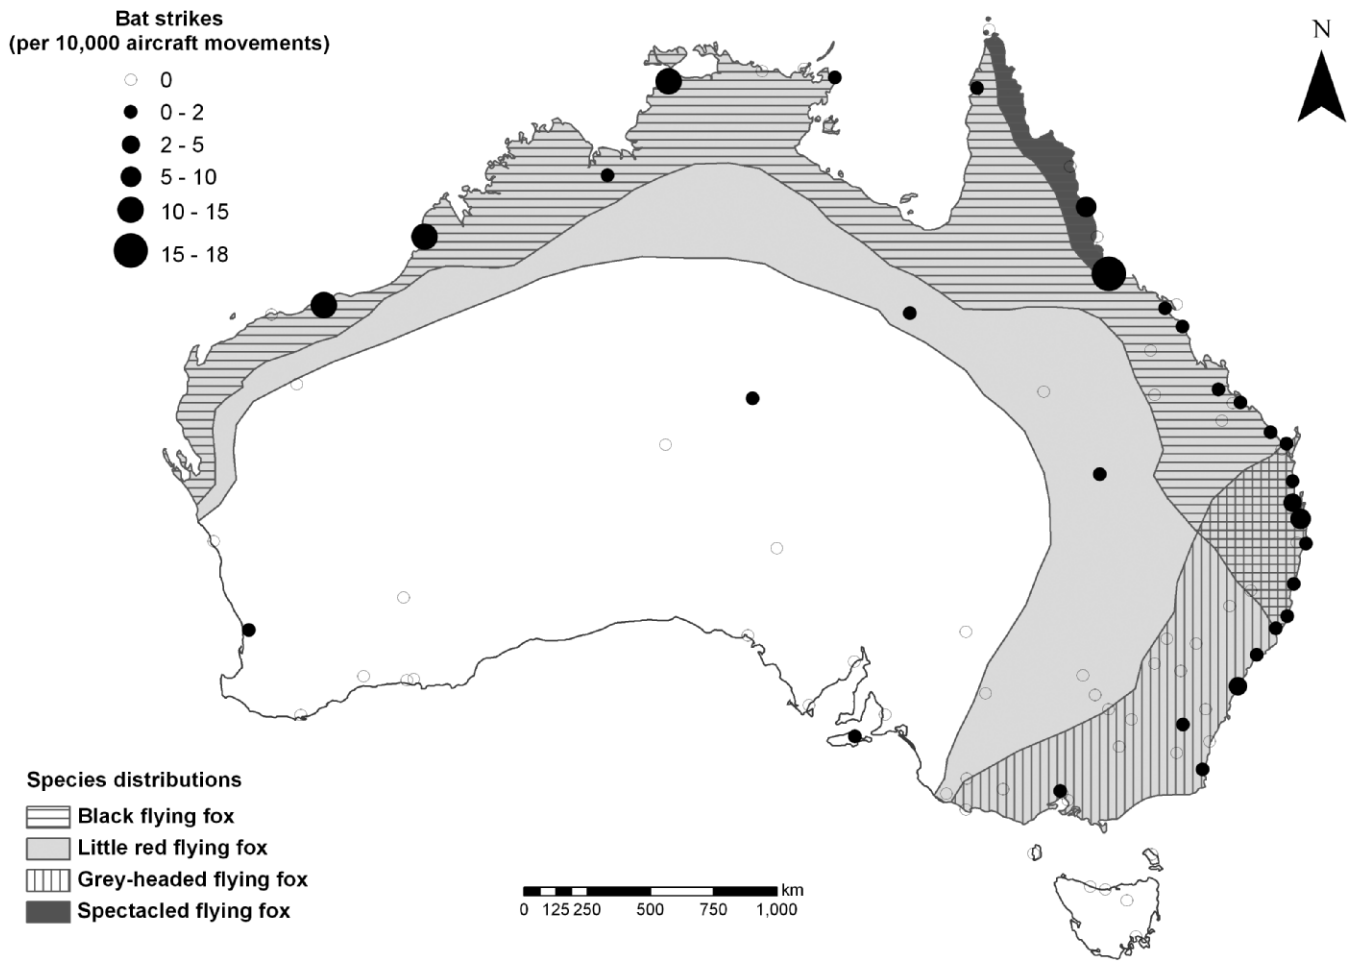 Bat strikes
(per 10,000 aircraft movements)
0
0 - 2
2 - 5
5 - 10
10 - 15
15 - 18
N
Species distributions
Black flying fox
Little red flying fox
Grey-headed flying fox
Spectacled flying fox
km
0 125 250 500 750 1,000